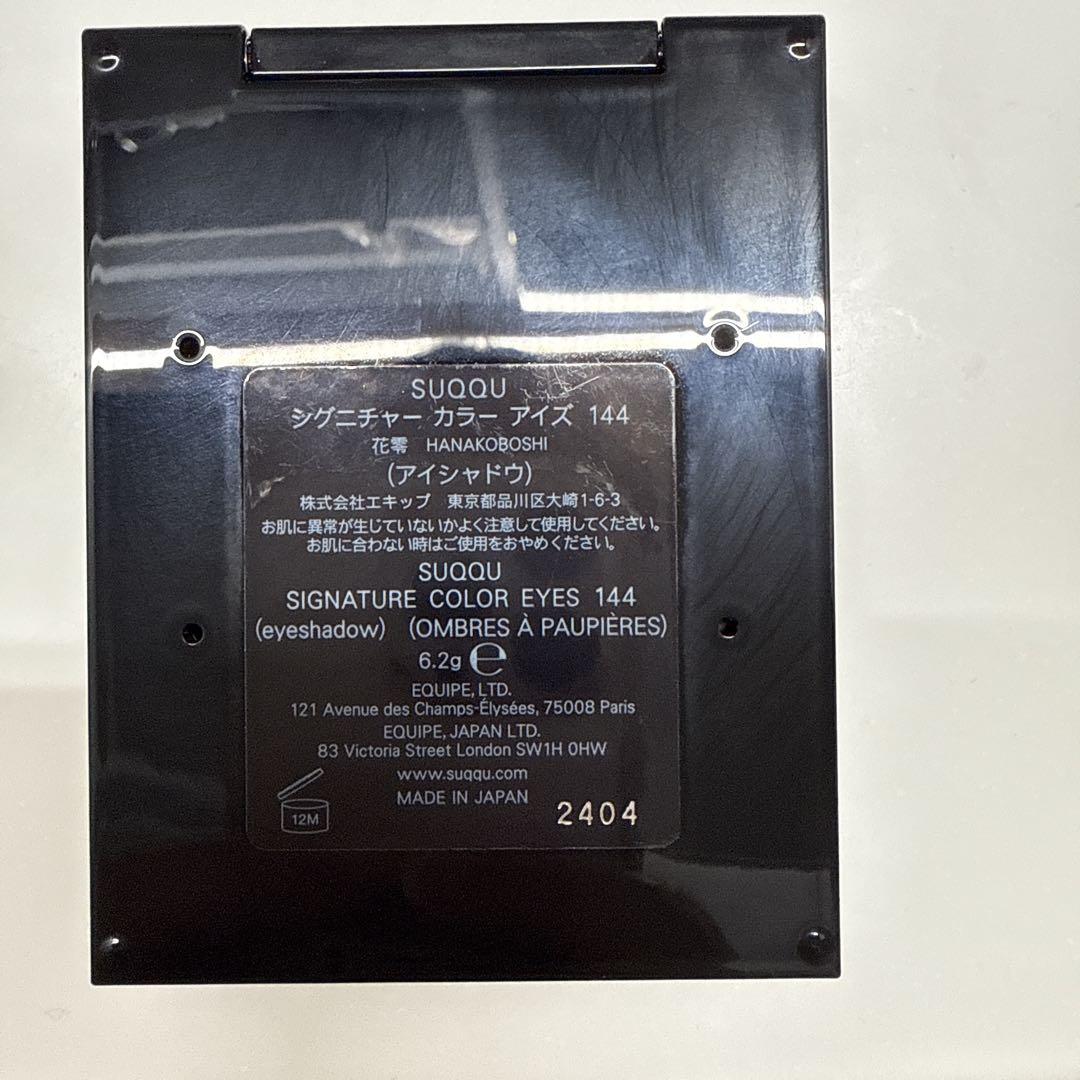 SUQQU
シグニチャー カラー アイズ 144
花零 HANAKOBOSHI
(アイシャドウ)
株式会社エキップ 東京都品川区大崎1-6-3
お肌に異常が生じていないかよく注意して使用してください。
お肌に合わない時はご使用をおやめください。
SUQQU
SIGNATURE COLOR EYES 144
(eyeshadow) (OMBRES À PAUPIÈRES)
6.2g ℮
EQUIPE, LTD.
121 Avenue des Champs-Élysées, 75008 Paris
EQUIPE, JAPAN LTD.
83 Victoria Street London SW1H 0HW
www.suqqu.com
MADE IN JAPAN
12M
2404